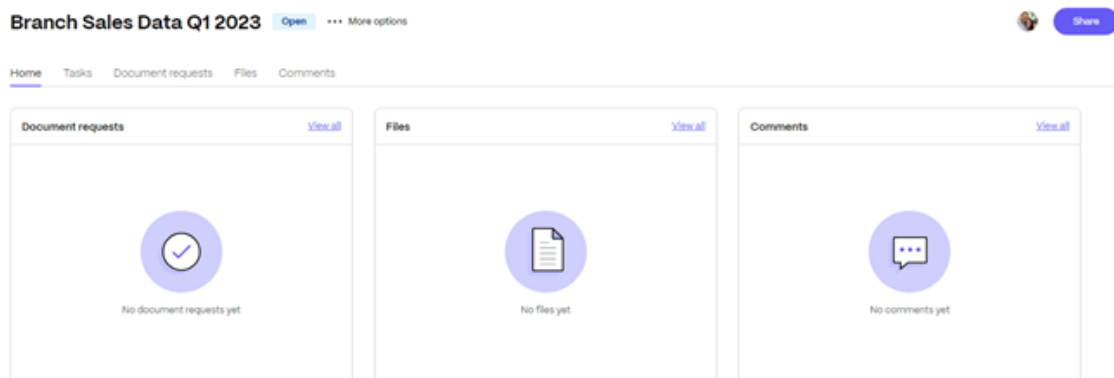 Branch Sales Data Q1 2023 Open ••• More options Share
Home Tasks Document requests Files Comments
Document requests View all
Files View all
Comments View all
No document requests yet
No files yet
No comments yet